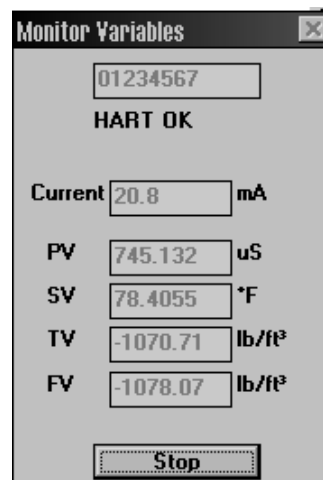 Monitor Variables
01234567
HART OK
Current 20.8 mA
PV 745.132 uS
SV 78.4055 °F
TV -1070.71 lb/ft³
FV -1078.07 lb/ft³
Stop